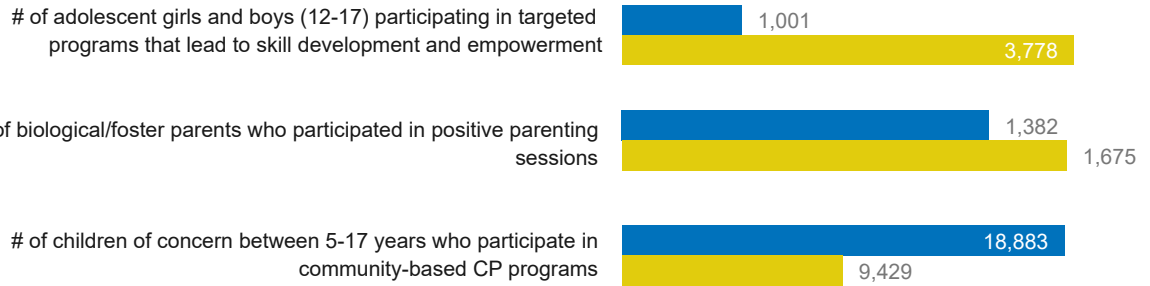 # of adolescent girls and boys (12-17) participating in targeted
programs that lead to skill development and empowerment
1,001
3,778
of biological/foster parents who participated in positive parenting
sessions
1,382
1,675
# of children of concern between 5-17 years who participate in
community-based CP programs
18,883
9,429